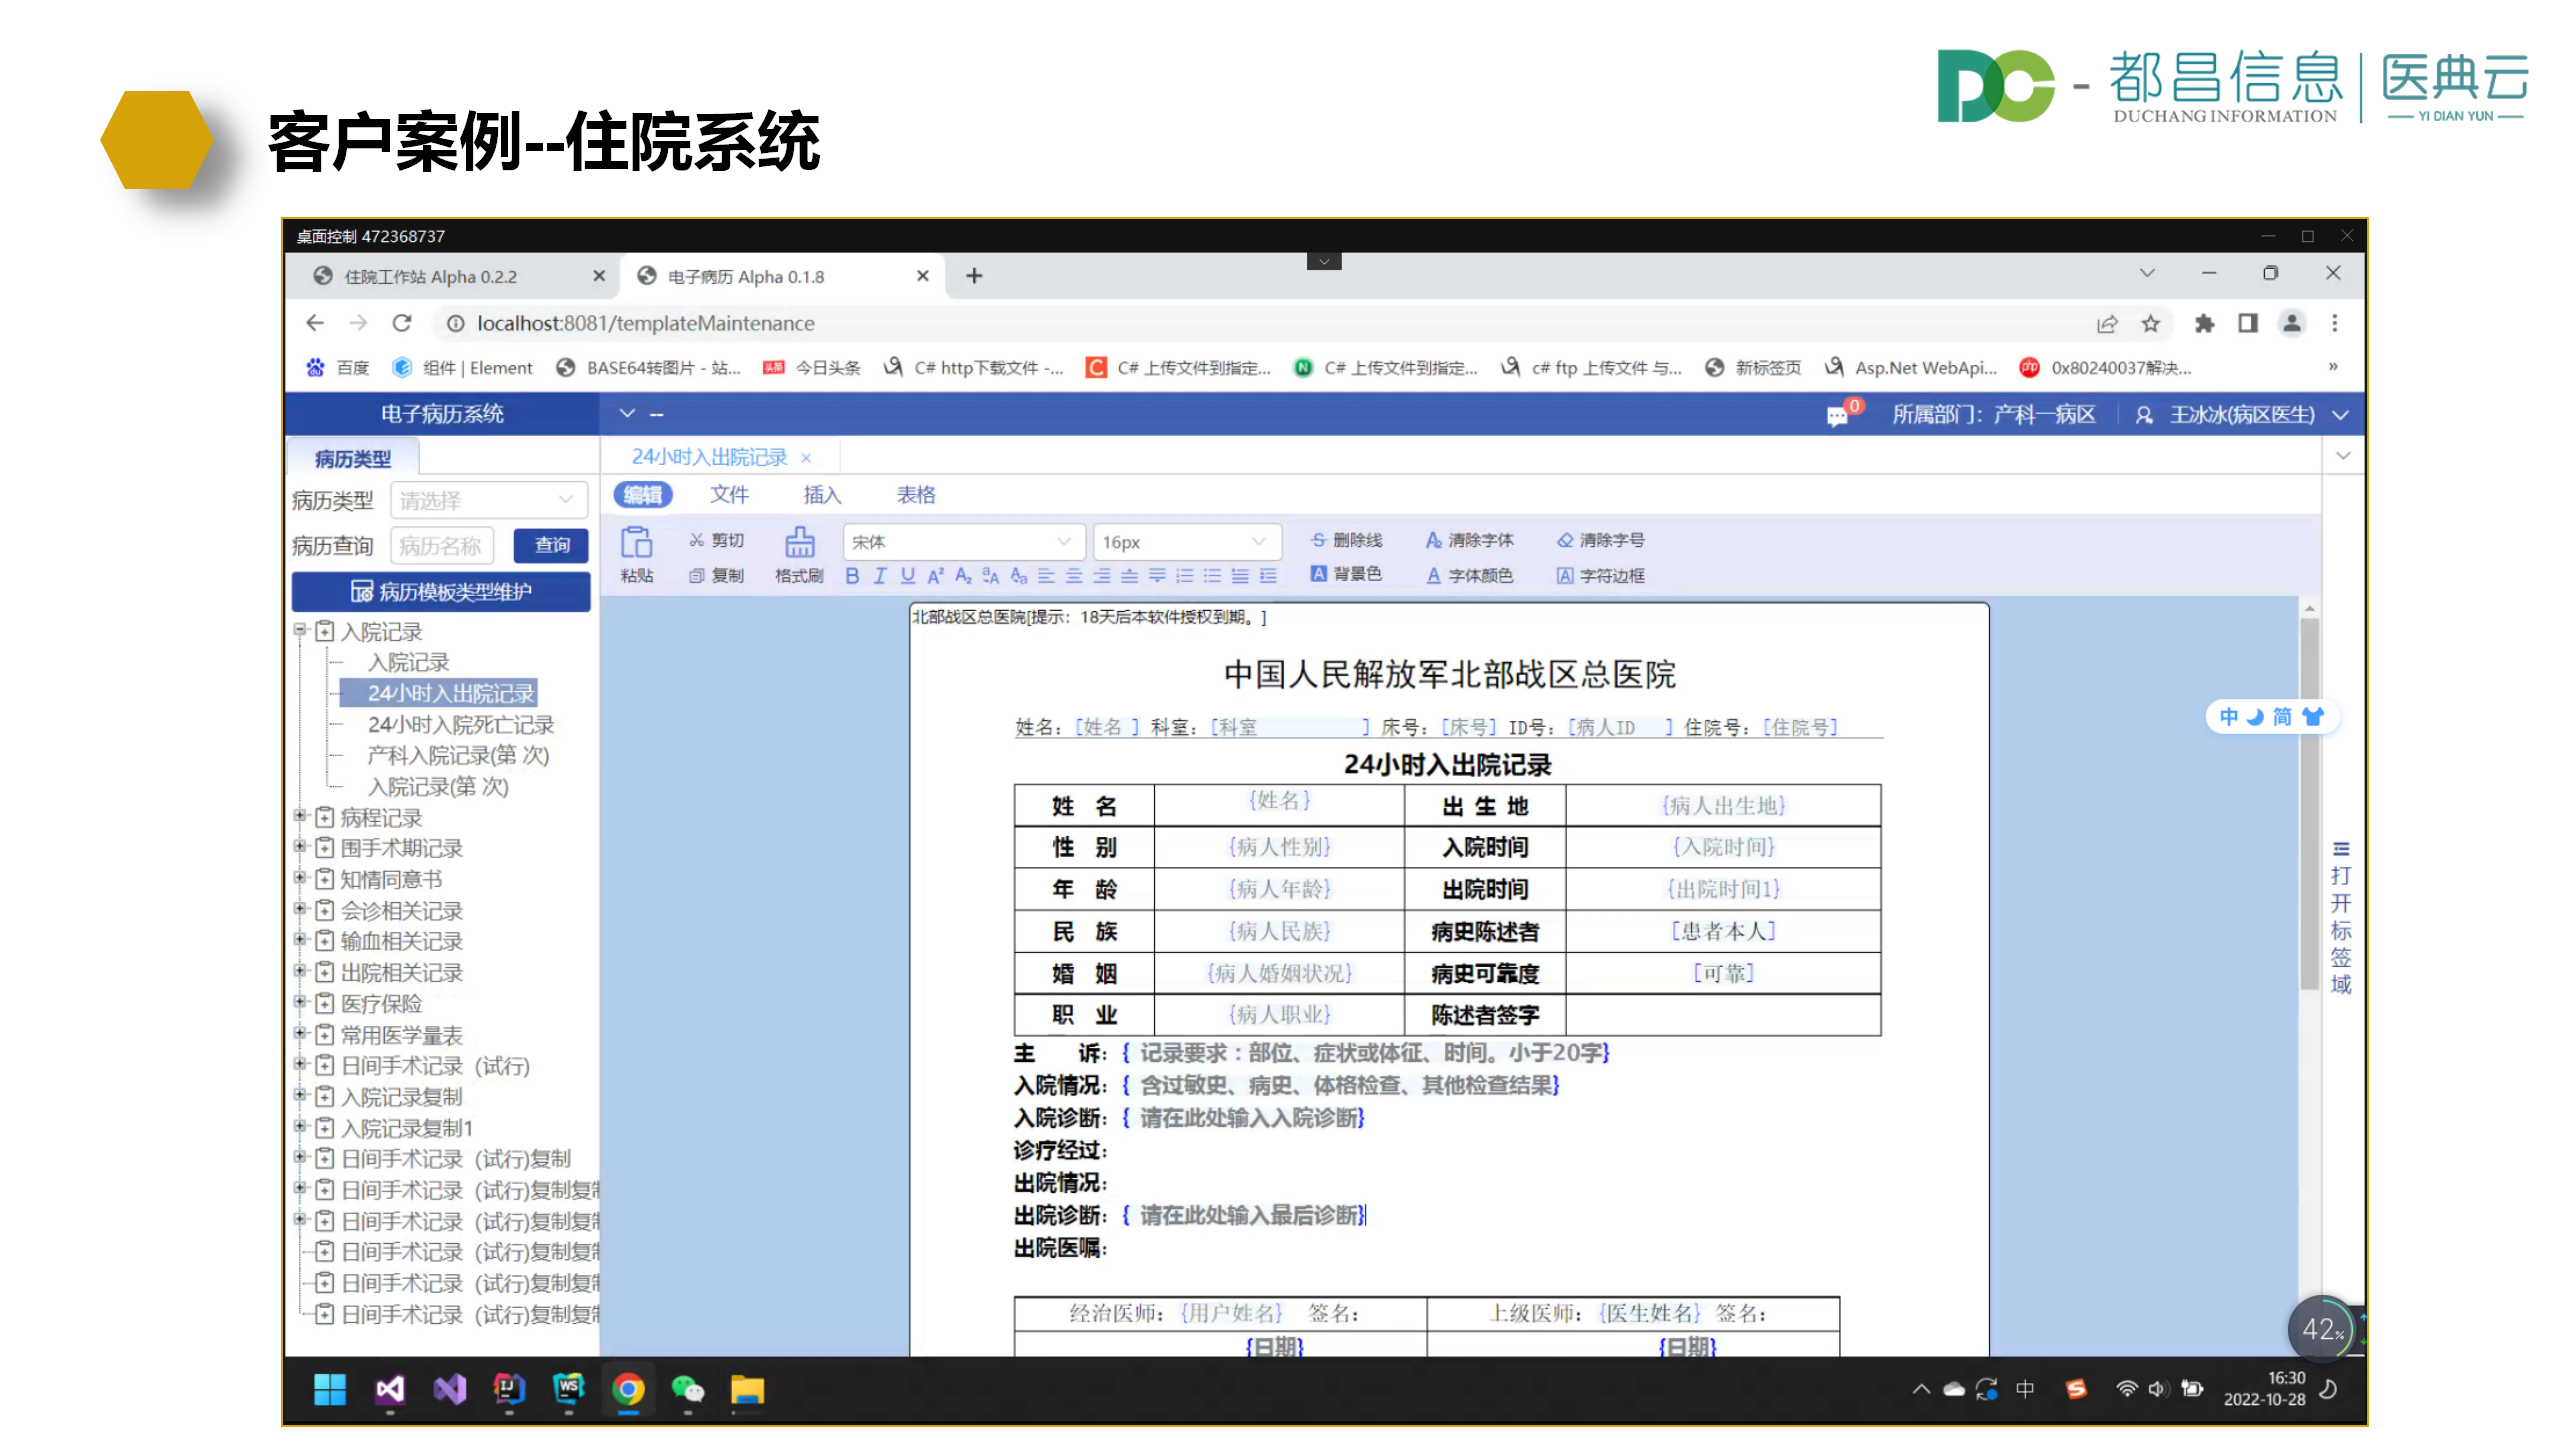 DC - 都昌信息 | 医典云
DUCHANG INFORMATION YI DIAN YUN
客户案例--住院系统
桌面控制 472368737
住院工作站 Alpha 0.2.2
电子病历 Alpha 0.1.8
localhost:8081/templateMaintenance
百度 组件 | Element BASE64转图片 - 站... 头条 今日头条 C# http下载文件 -... C C# 上传文件到指定... N C# 上传文件到指定... c# ftp 上传文件 与... 新标签页 Asp.Net WebApi... php 0x80240037解决... »
电子病历系统 -- 0 所属部门：产科一病区 王冰冰(病区医生)
病历类型
24小时入出院记录 ×
病历类型 请选择
编辑 文件 插入 表格
病历查询 病历名称 查询
粘贴 剪切 复制 格式刷 宋体 16px 删除线 清除字体 清除字号
B I U 背景色 字体颜色 字符边框
病历模板类型维护
入院记录
入院记录
24小时入出院记录
24小时入院死亡记录
产科入院记录(第 次)
入院记录(第 次)
病程记录
围手术期记录
知情同意书
会诊相关记录
输血相关记录
出院相关记录
医疗保险
常用医学量表
日间手术记录（试行)
入院记录复制
入院记录复制1
日间手术记录（试行)复制
日间手术记录（试行)复制复制
日间手术记录（试行)复制复制
日间手术记录（试行)复制复制
日间手术记录（试行)复制复制
日间手术记录（试行)复制复制
北部战区总医院[提示：18天后本软件授权到期。]
中国人民解放军北部战区总医院
姓名：[姓名 ] 科室：[科室 ] 床号：[床号] ID号：[病人ID ] 住院号：[住院号]
24小时入出院记录
姓 名 {姓名} 出 生 地 {病人出生地}
性 别 {病人性别} 入院时间 {入院时间}
年 龄 {病人年龄} 出院时间 {出院时间1}
民 族 {病人民族} 病史陈述者 [患者本人]
婚 姻 {病人婚姻状况} 病史可靠度 [可靠]
职 业 {病人职业} 陈述者签字
主 诉：{ 记录要求：部位、症状或体征、时间。小于20字}
入院情况：{ 含过敏史、病史、体格检查、其他检查结果}
入院诊断：{ 请在此处输入入院诊断}
诊疗经过：
出院情况：
出院诊断：{ 请在此处输入最后诊断}
出院医嘱：
经治医师：{用户姓名} 签名： 上级医师：{医生姓名} 签名：
{日期} {日期}
中 简
打开标签域
42%
中
16:30
2022-10-28